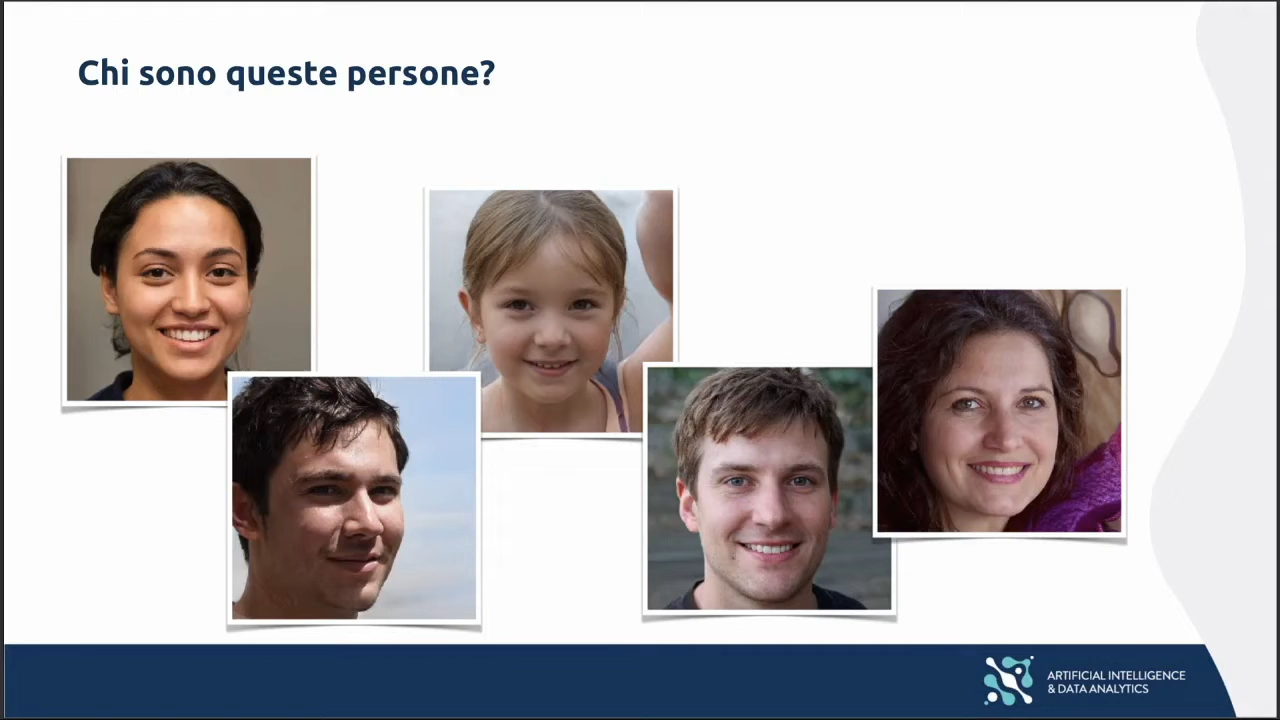 Chi sono queste persone?
ARTIFICIAL INTELLIGENCE
& DATA ANALYTICS